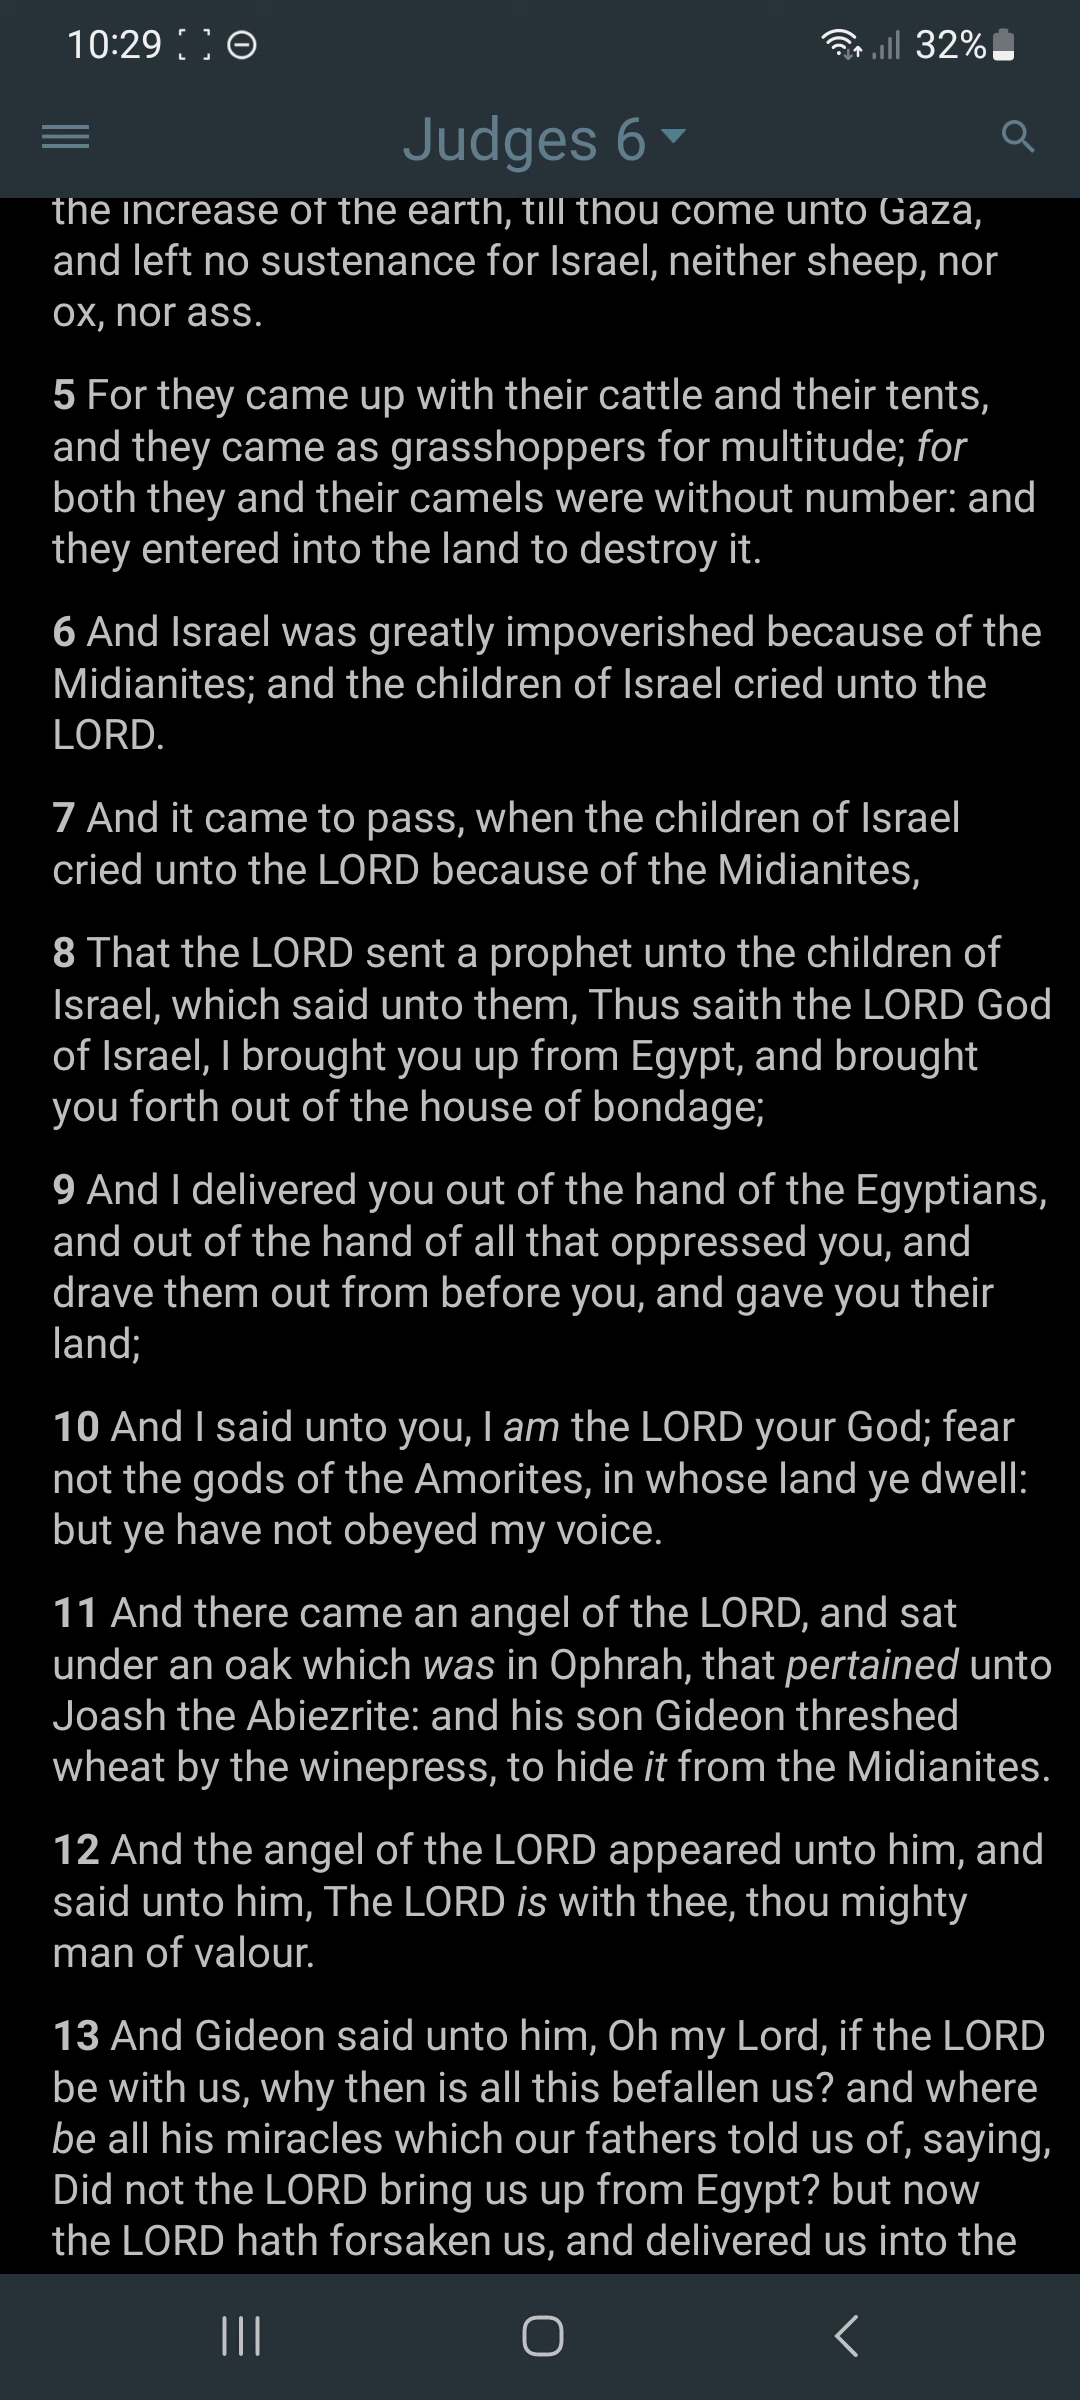 10:29
32%
Judges 6
the increase of the earth, till thou come unto Gaza,
and left no sustenance for Israel, neither sheep, nor
ox, nor ass.
5 For they came up with their cattle and their tents,
and they came as grasshoppers for multitude; for
both they and their camels were without number: and
they entered into the land to destroy it.
6 And Israel was greatly impoverished because of the
Midianites; and the children of Israel cried unto the
LORD.
7 And it came to pass, when the children of Israel
cried unto the LORD because of the Midianites,
8 That the LORD sent a prophet unto the children of
Israel, which said unto them, Thus saith the LORD God
of Israel, I brought you up from Egypt, and brought
you forth out of the house of bondage;
9 And I delivered you out of the hand of the Egyptians,
and out of the hand of all that oppressed you, and
drave them out from before you, and gave you their
land;
10 And I said unto you, I am the LORD your God; fear
not the gods of the Amorites, in whose land ye dwell:
but ye have not obeyed my voice.
11 And there came an angel of the LORD, and sat
under an oak which was in Ophrah, that pertained unto
Joash the Abiezrite: and his son Gideon threshed
wheat by the winepress, to hide it from the Midianites.
12 And the angel of the LORD appeared unto him, and
said unto him, The LORD is with thee, thou mighty
man of valour.
13 And Gideon said unto him, Oh my Lord, if the LORD
be with us, why then is all this befallen us? and where
be all his miracles which our fathers told us of, saying,
Did not the LORD bring us up from Egypt? but now
the LORD hath forsaken us, and delivered us into the